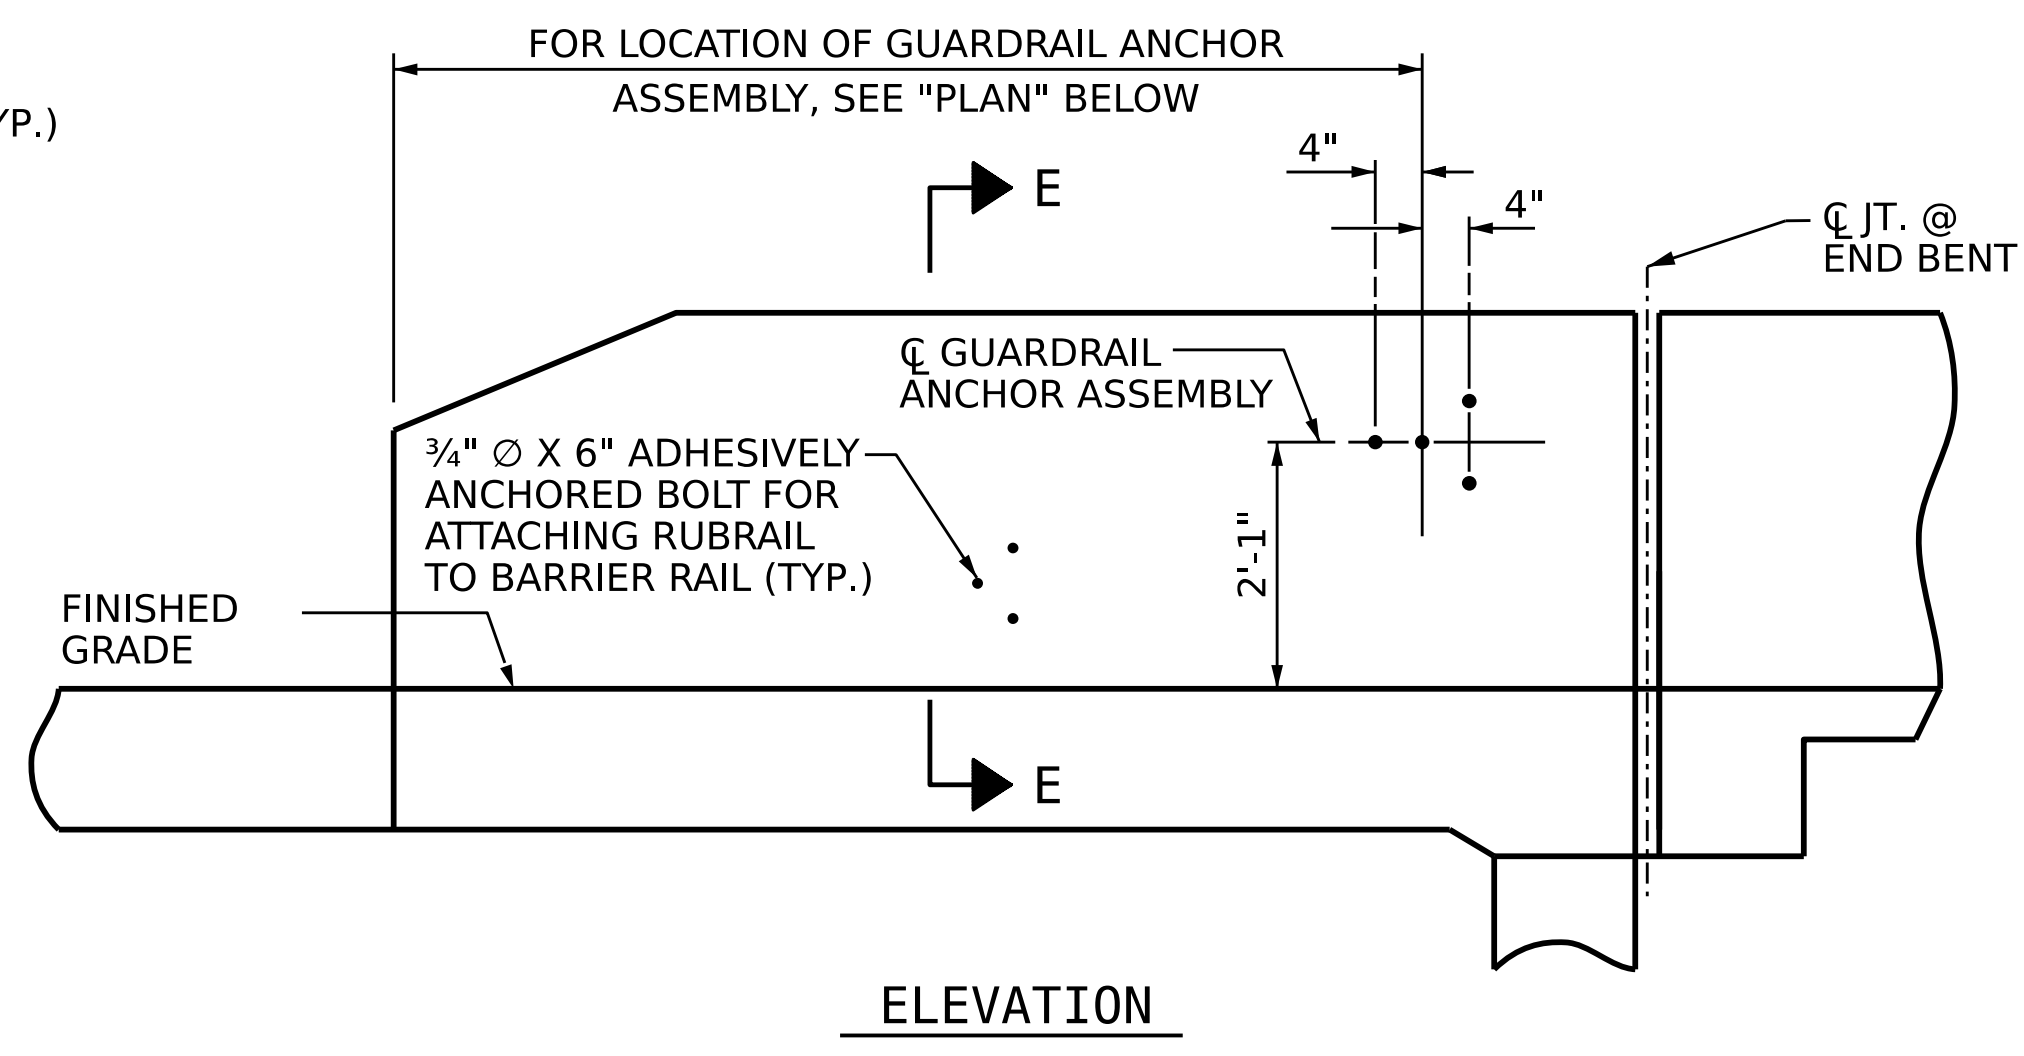 FOR LOCATION OF GUARDRAIL ANCHOR
ASSEMBLY, SEE "PLAN" BELOW
YP.)
4"
E
4"
℄ JT. @
END BENT
℄ GUARDRAIL
ANCHOR ASSEMBLY
¾" ∅ X 6" ADHESIVELY
ANCHORED BOLT FOR
ATTACHING RUBRAIL
TO BARRIER RAIL (TYP.)
2'-1"
FINISHED
GRADE
E
ELEVATION